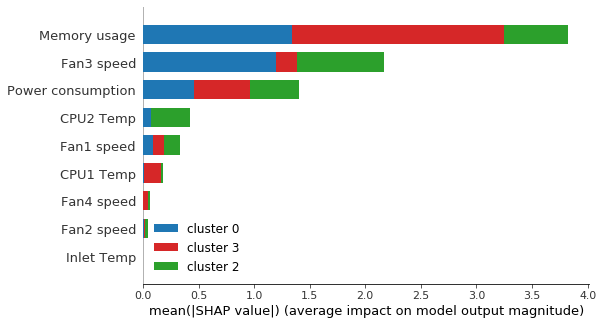 Memory usage
Fan3 speed
Power consumption
CPU2 Temp
Fan1 speed
CPU1 Temp
Fan4 speed
Fan2 speed
Inlet Temp
cluster 0
cluster 3
cluster 2
0.0 0.5 1.0 1.5 2.0 2.5 3.0 3.5 4.0
mean(|SHAP value|) (average impact on model output magnitude)